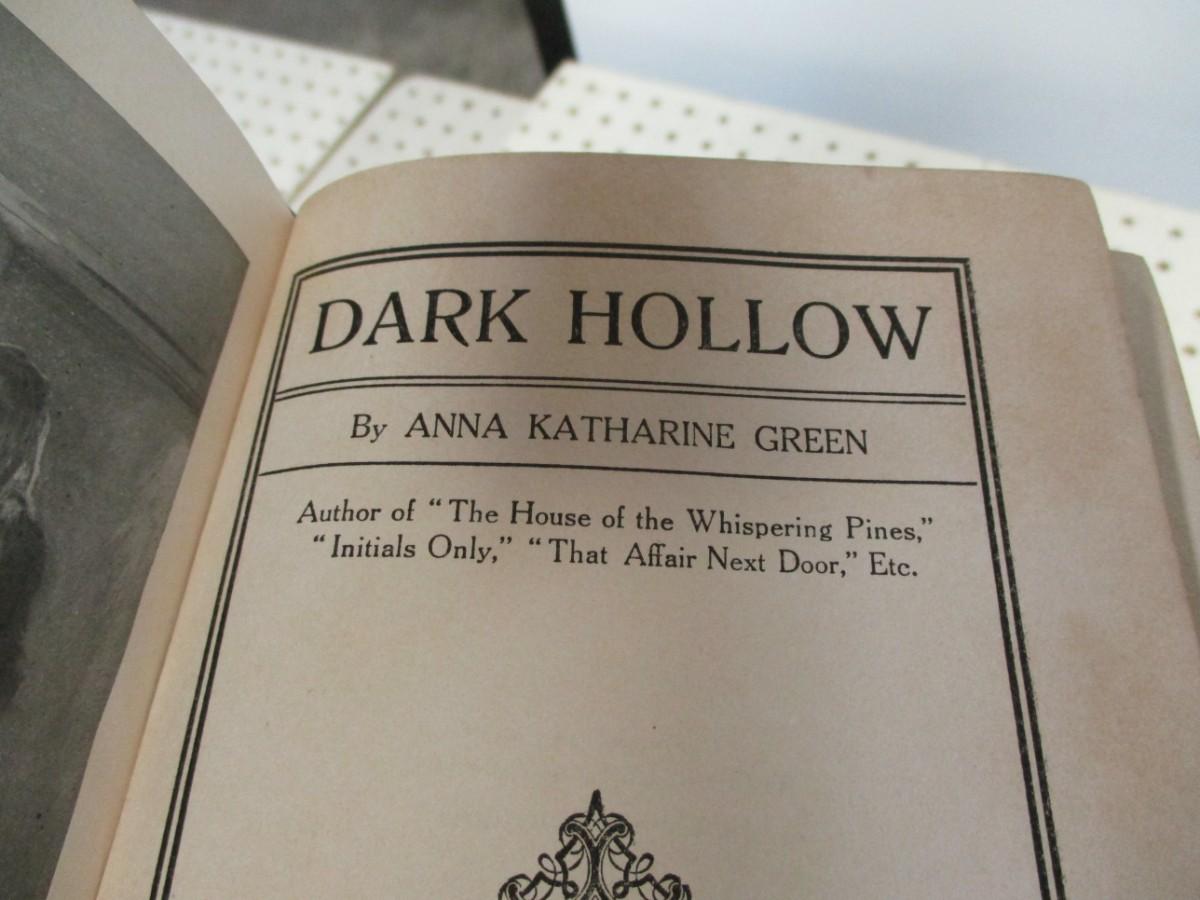 DARK HOLLOW
By ANNA KATHARINE GREEN
Author of “The House of the Whispering Pines,”
“Initials Only,” “That Affair Next Door,” Etc.